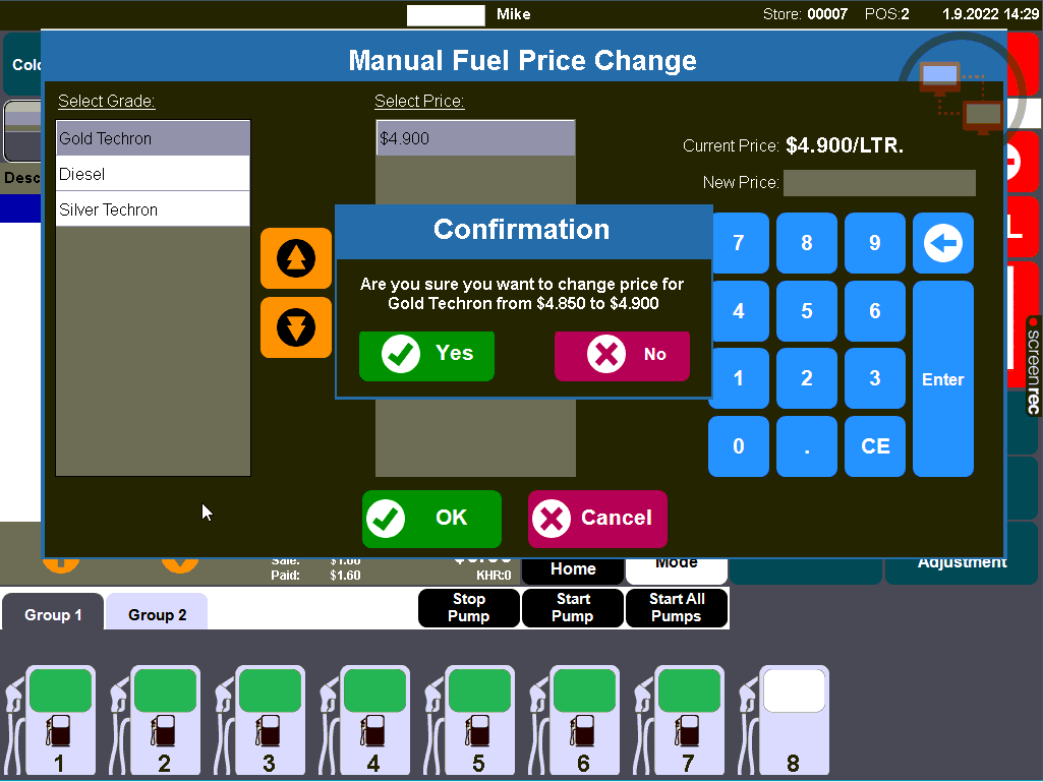 Mike
Store: 00007 POS:2 1.9.2022 14:29
Manual Fuel Price Change
Select Grade:
Gold Techron
Diesel
Silver Techron
Select Price:
$4.900
Current Price: $4.900/LTR.
New Price:
Confirmation
Are you sure you want to change price for
Gold Techron from $4.850 to $4.900
Yes
No
7 8 9
4 5 6
1 2 3
Enter
0 . CE
OK
Cancel
Sale: $1.60
Paid: $1.60
KHR:0
Home
Mode
Adjustment
Group 1
Group 2
Stop
Pump
Start
Pump
Start All
Pumps
1 2 3 4 5 6 7 8
screenrec